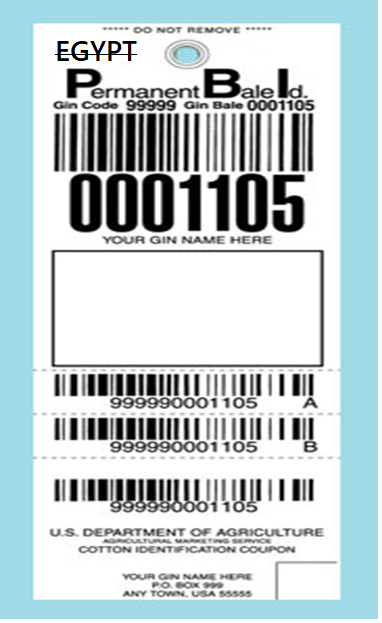 ***** DO NOT REMOVE *****
EGYPT
Permanent Bale Id.
Gin Code 99999 Gin Bale 0001105
0001105
YOUR GIN NAME HERE
999990001105 A
999990001105 B
999990001105
U.S. DEPARTMENT OF AGRICULTURE
AGRICULTURAL MARKETING SERVICE
COTTON IDENTIFICATION COUPON
YOUR GIN NAME HERE
P.O. BOX 999
ANY TOWN, USA 55555